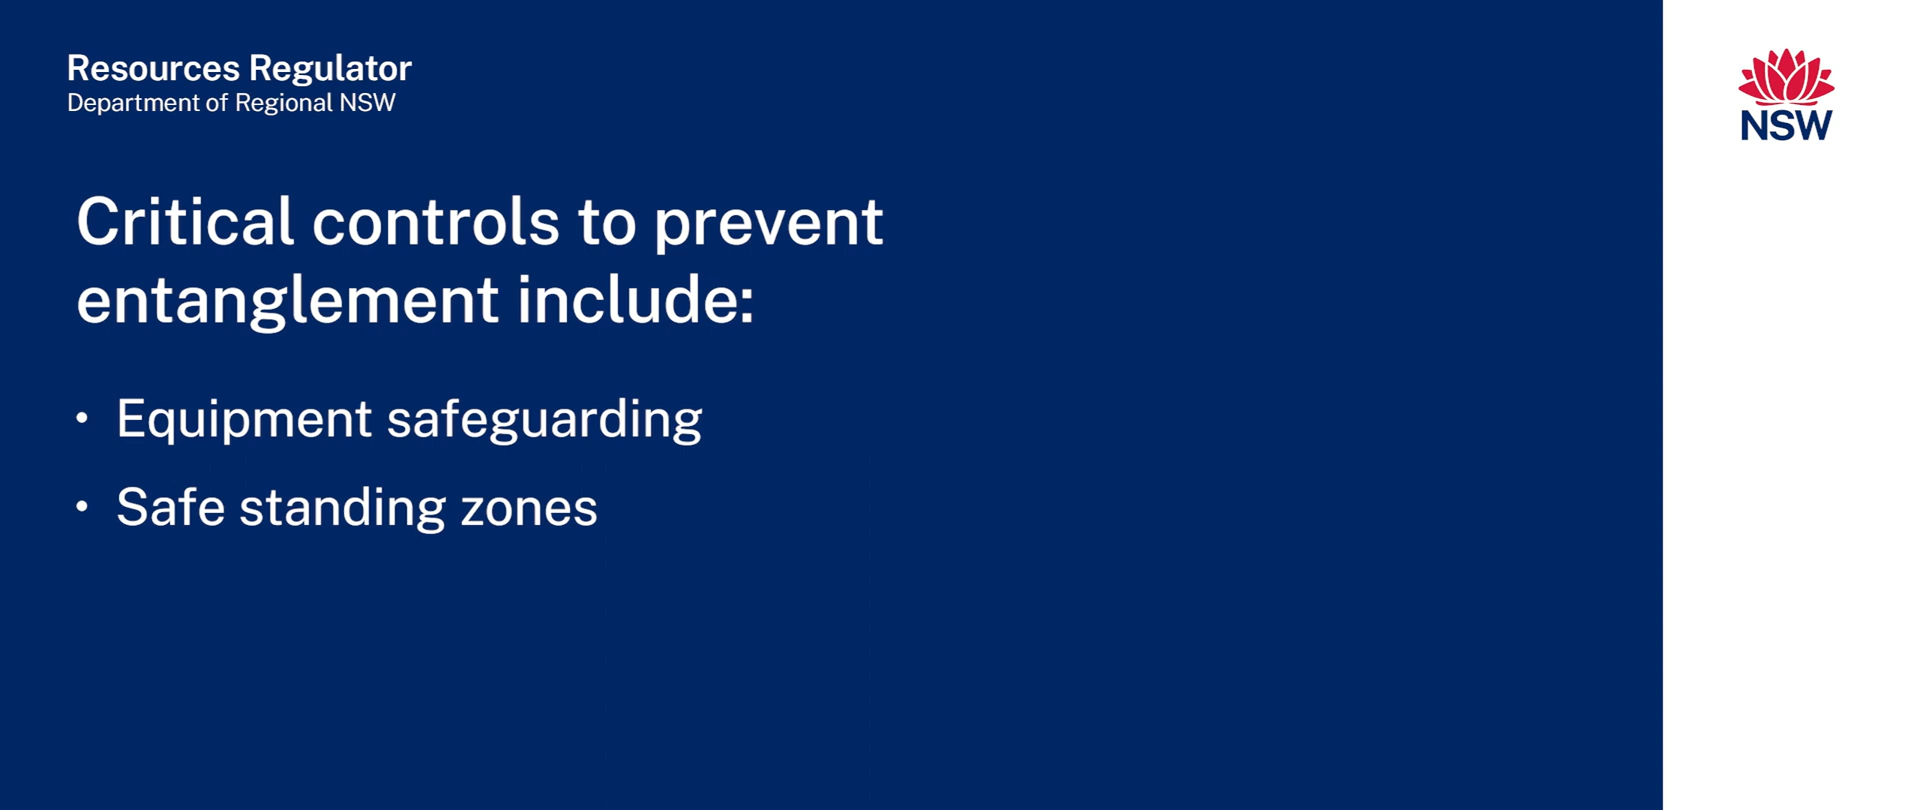 Resources Regulator
Department of Regional NSW
NSW
Critical controls to prevent
entanglement include:
• Equipment safeguarding
• Safe standing zones